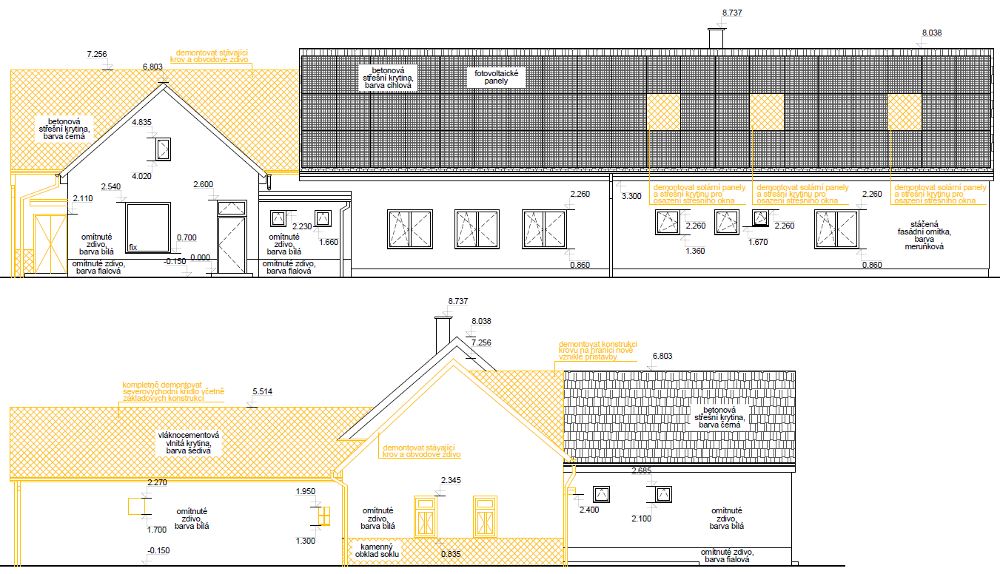 8.737
8.038
7.256
demontovat stávající
krov a obvodové zdivo
6.803
betonová
střešní krytina,
barva cihlová
fotovoltaické
panely
betonová
střešní krytina,
barva černá
4.835
4.020
2.540
2.600
2.110
3.300
demontovat solární panely
a střešní krytinu pro
osazení střešního okna
demontovat solární panely
a střešní krytinu pro
osazení střešního okna
demontovat solární panely
a střešní krytinu pro
osazení střešního okna
2.260
2.260
2.230
1.660
2.260
1.360
1.670
2.260
stáčená
fasádní omítka,
barva
meruňková
omítnuté
zdivo,
barva bílá
fix
0.700
omítnuté
zdivo,
barva bílá
-0.150
0.000
omítnuté zdivo,
barva fialová
omítnuté zdivo,
barva fialová
0.860
0.860
8.737
8.038
7.256
demontovat konstrukci
krovu na hranici nově
vzniklé přístavby
6.803
kompletně demontovat
severovýchodní křídlo včetně
základových konstrukcí
5.514
betonová
střešní krytina,
barva černá
vláknocementová
vlnitá krytina,
barva šedivá
demontovat stávající
krov a obvodové zdivo
2.270
1.950
2.345
2.685
2.400
2.100
1.700
1.300
omítnuté
zdivo,
barva bílá
omítnuté
zdivo,
barva bílá
omítnuté
zdivo,
barva bílá
-0.150
kamenný
obklad soklu
0.835
omítnuté zdivo,
barva fialová